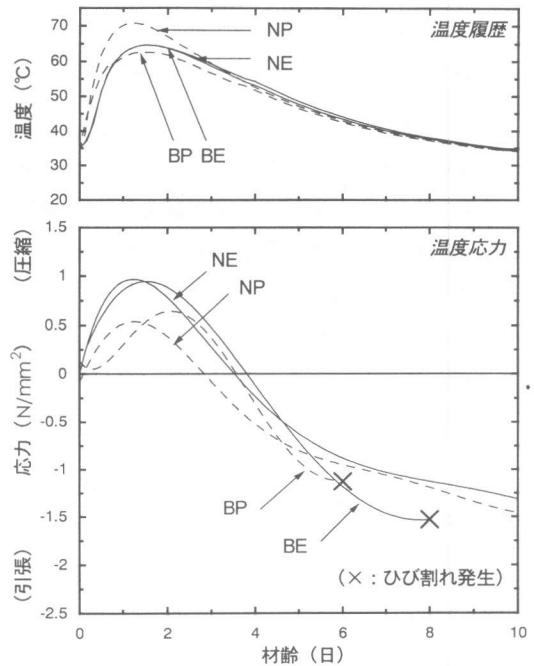 70
60
50
40
30
20
温度 (℃)
温度履歴
NP
NE
BP BE
1.5
1
0.5
0
-0.5
-1
-1.5
-2
-2.5
(圧縮)
応力 (N/mm²)
(引張)
温度応力
NE
NP
BP
BE
(×:ひび割れ発生)
0 2 4 6 8 10
材齢 (日)